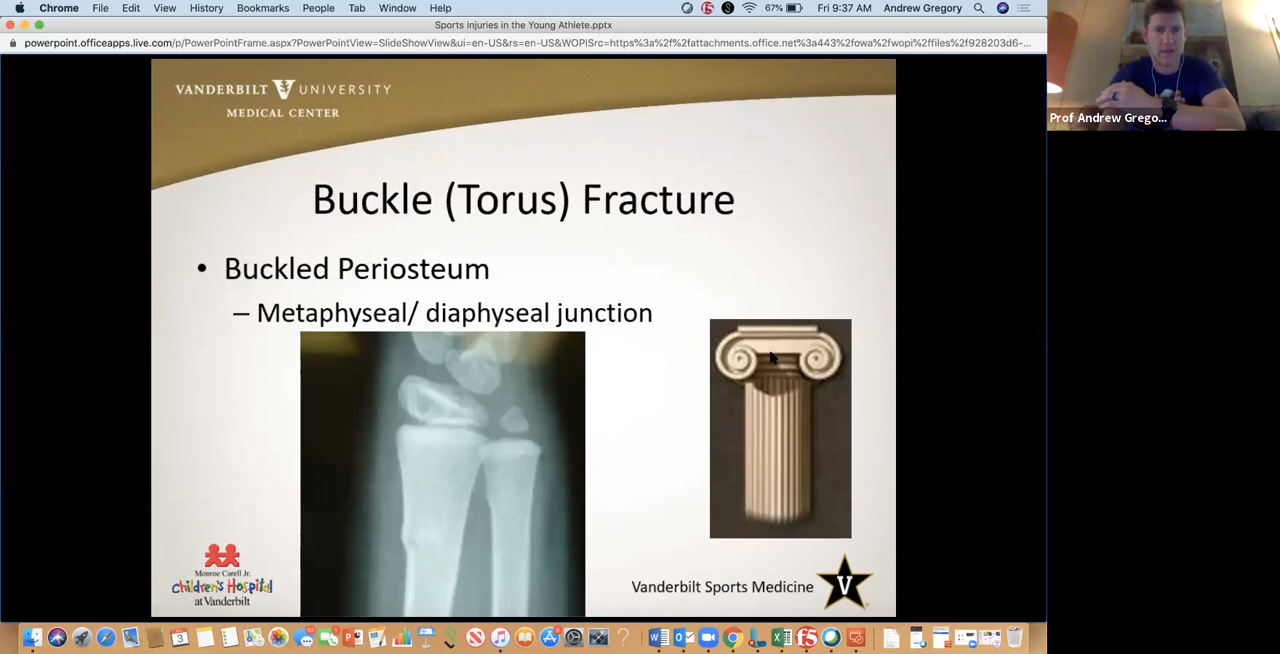 Chrome File Edit View History Bookmarks People Tab Window Help 67% Fri 9:37 AM Andrew Gregory
Sports Injuries in the Young Athlete.pptx
powerpoint.officeapps.live.com/p/PowerPointFrame.aspx?PowerPointView=SlideShowView&ui=en-US&rs=en-US&WOPISrc=https%3a%2f%2fattachments.office.net%3a443%2fowa%2fwopi%2ffiles%2f928203d6-...
Prof Andrew Grego...
VANDERBILT V UNIVERSITY
MEDICAL CENTER
Buckle (Torus) Fracture
• Buckled Periosteum
– Metaphyseal/ diaphyseal junction
Monroe Carell Jr.
Children's Hospital
at Vanderbilt
Vanderbilt Sports Medicine V